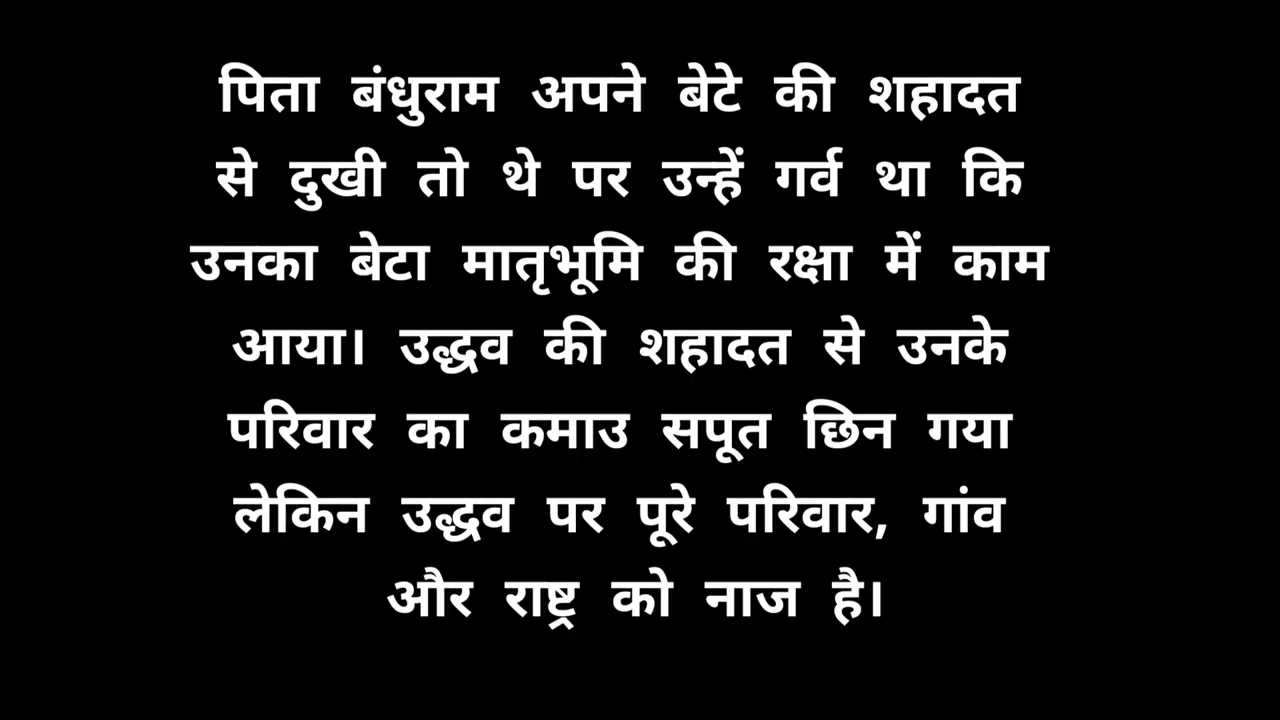 पिता बंधुराम अपने बेटे की शहादत
से दुखी तो थे पर उन्हें गर्व था कि
उनका बेटा मातृभूमि की रक्षा में काम
आया। उद्धव की शहादत से उनके
परिवार का कमाउ सपूत छिन गया
लेकिन उद्धव पर पूरे परिवार, गांव
और राष्ट्र को नाज है।